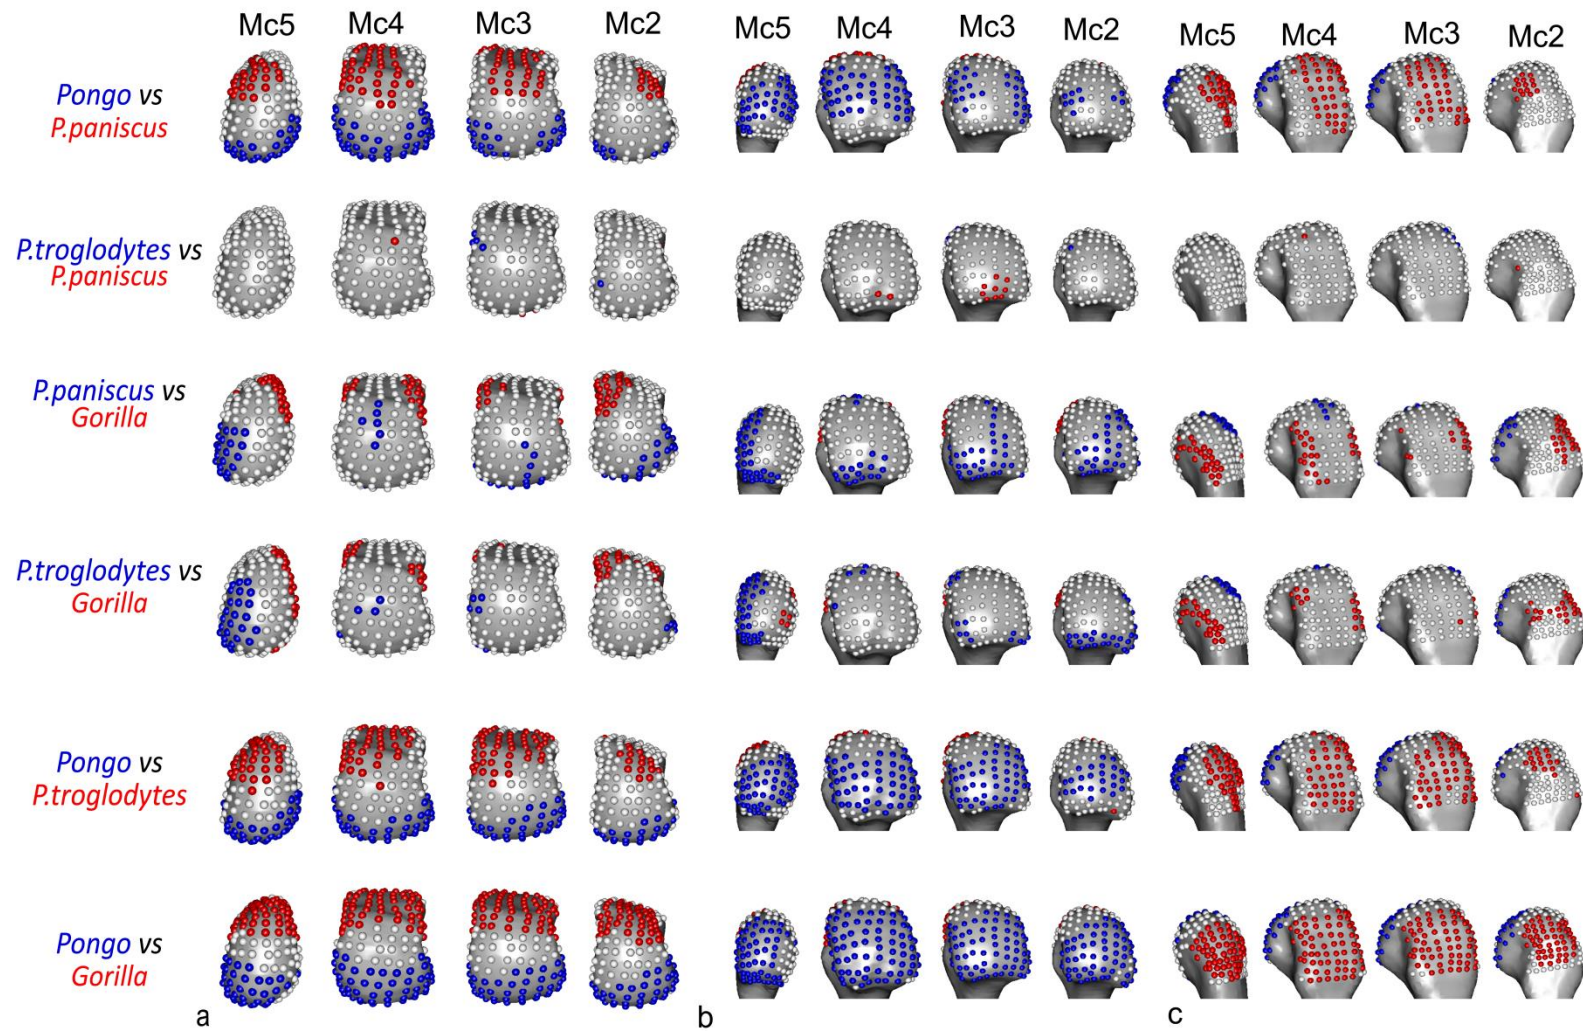 Mc5 Mc4 Mc3 Mc2 Mc5 Mc4 Mc3 Mc2 Mc5 Mc4 Mc3 Mc2
Pongo vs
P.paniscus
P.troglodytes vs
P.paniscus
P.paniscus vs
Gorilla
P.troglodytes vs
Gorilla
Pongo vs
P.troglodytes
Pongo vs
Gorilla
a b c